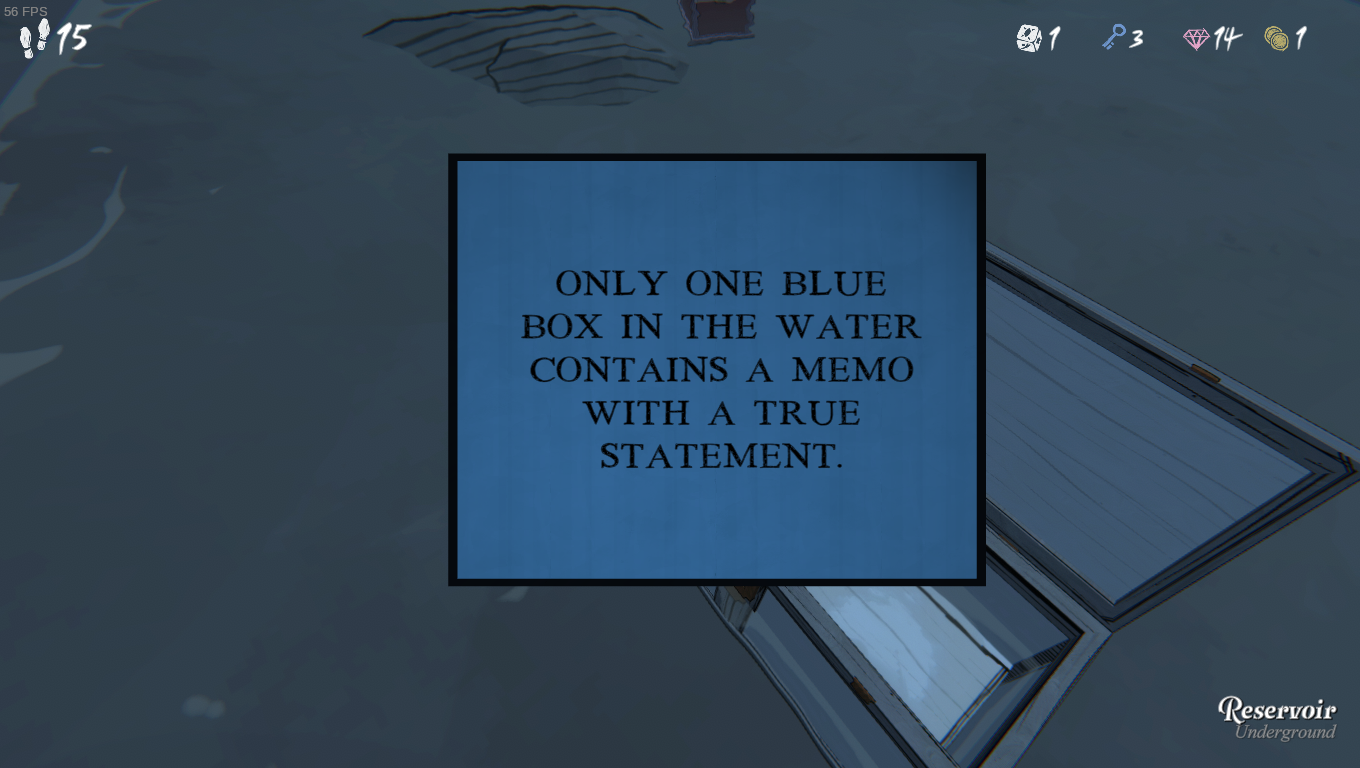 56 FPS
15
1
3
14
1
ONLY ONE BLUE
BOX IN THE WATER
CONTAINS A MEMO
WITH A TRUE
STATEMENT.
Reservoir
Underground